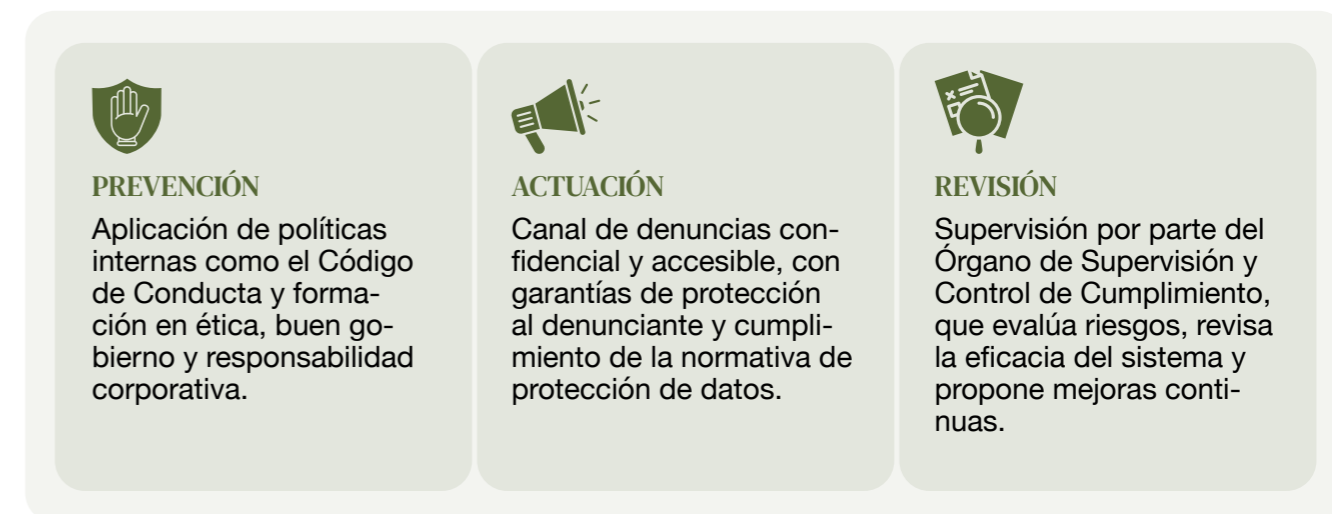 PREVENCIÓN
Aplicación de políticas
internas como el Código
de Conducta y forma-
ción en ética, buen go-
bierno y responsabilidad
corporativa.
ACTUACIÓN
Canal de denuncias con-
fidencial y accesible, con
garantías de protección
al denunciante y cumpli-
miento de la normativa de
protección de datos.
REVISIÓN
Supervisión por parte del
Órgano de Supervisión y
Control de Cumplimiento,
que evalúa riesgos, revisa
la eficacia del sistema y
propone mejoras conti-
nuas.